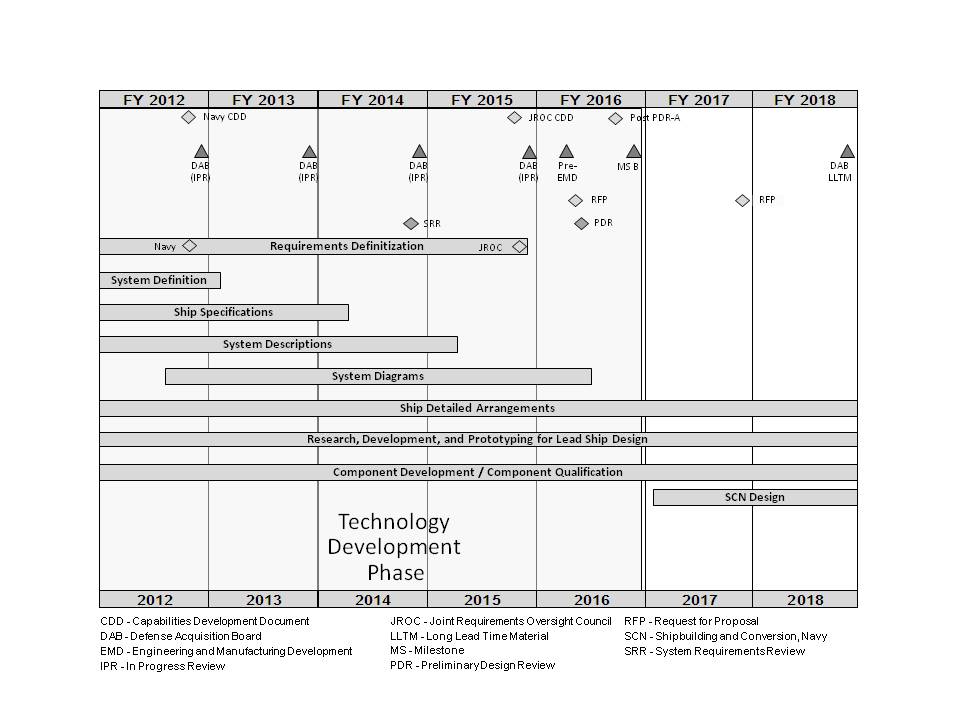 FY 2012 FY 2013 FY 2014 FY 2015 FY 2016 FY 2017 FY 2018
Navy CDD JROC CDD Post PDR-A
DAB DAB DAB DAB Pre- MS B DAB
(IPR) (IPR) (IPR) (IPR) EMD LLTM
RFP RFP
SRR PDR
Navy Requirements Definitization JROC
System Definition
Ship Specifications
System Descriptions
System Diagrams
Ship Detailed Arrangements
Research, Development, and Prototyping for Lead Ship Design
Component Development / Component Qualification
SCN Design
Technology
Development
Phase
2012 2013 2014 2015 2016 2017 2018
CDD - Capabilities Development Document JROC - Joint Requirements Oversight Council RFP - Request for Proposal
DAB - Defense Acquisition Board LLTM - Long Lead Time Material SCN - Shipbuilding and Conversion, Navy
EMD - Engineering and Manufacturing Development MS - Milestone SRR - System Requirements Review
IPR - In Progress Review PDR - Preliminary Design Review